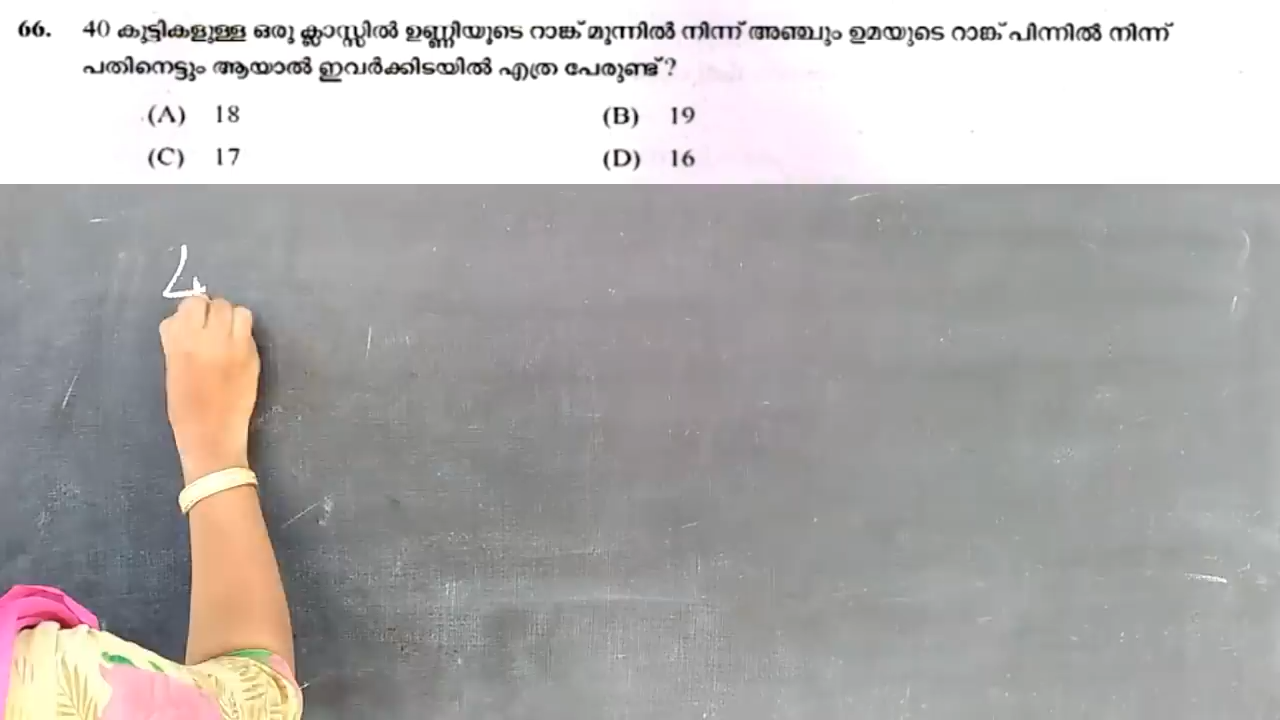 66. 40 കുട്ടികളുള്ള ഒരു ക്ലാസ്സിൽ ഉണ്ണിയുടെ റാങ്ക് മുന്നിൽ നിന്ന് അഞ്ചും ഉമയുടെ റാങ്ക് പിന്നിൽ നിന്ന്
പതിനെട്ടും ആയാൽ ഇവർക്കിടയിൽ എത്ര പേരുണ്ട് ?
(A) 18 (B) 19
(C) 17 (D) 16
4